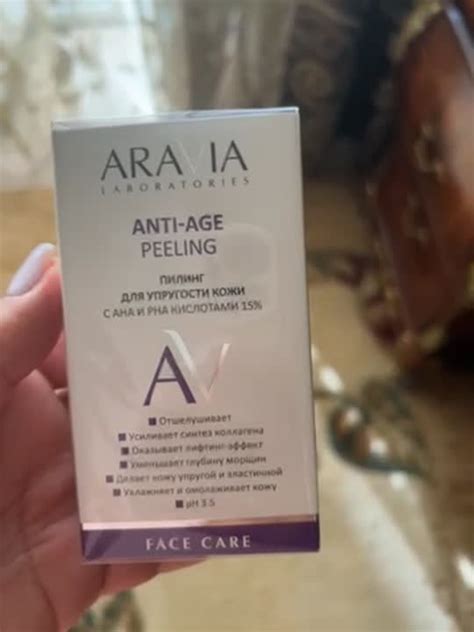 ARAVIA
LABORATORIES
ANTI-AGE
PEELING
ПИЛИНГ
ДЛЯ УПРУГОСТИ КОЖИ
С AHA И PHA КИСЛОТАМИ 15%
AV
Отшелушивает
Усиливает синтез коллагена
Оказывает лифтинг-эффект
Уменьшает глубину морщин
Делает кожу упругой и эластичной
Увлажняет и омолаживает кожу
pH 3.5
FACE CARE